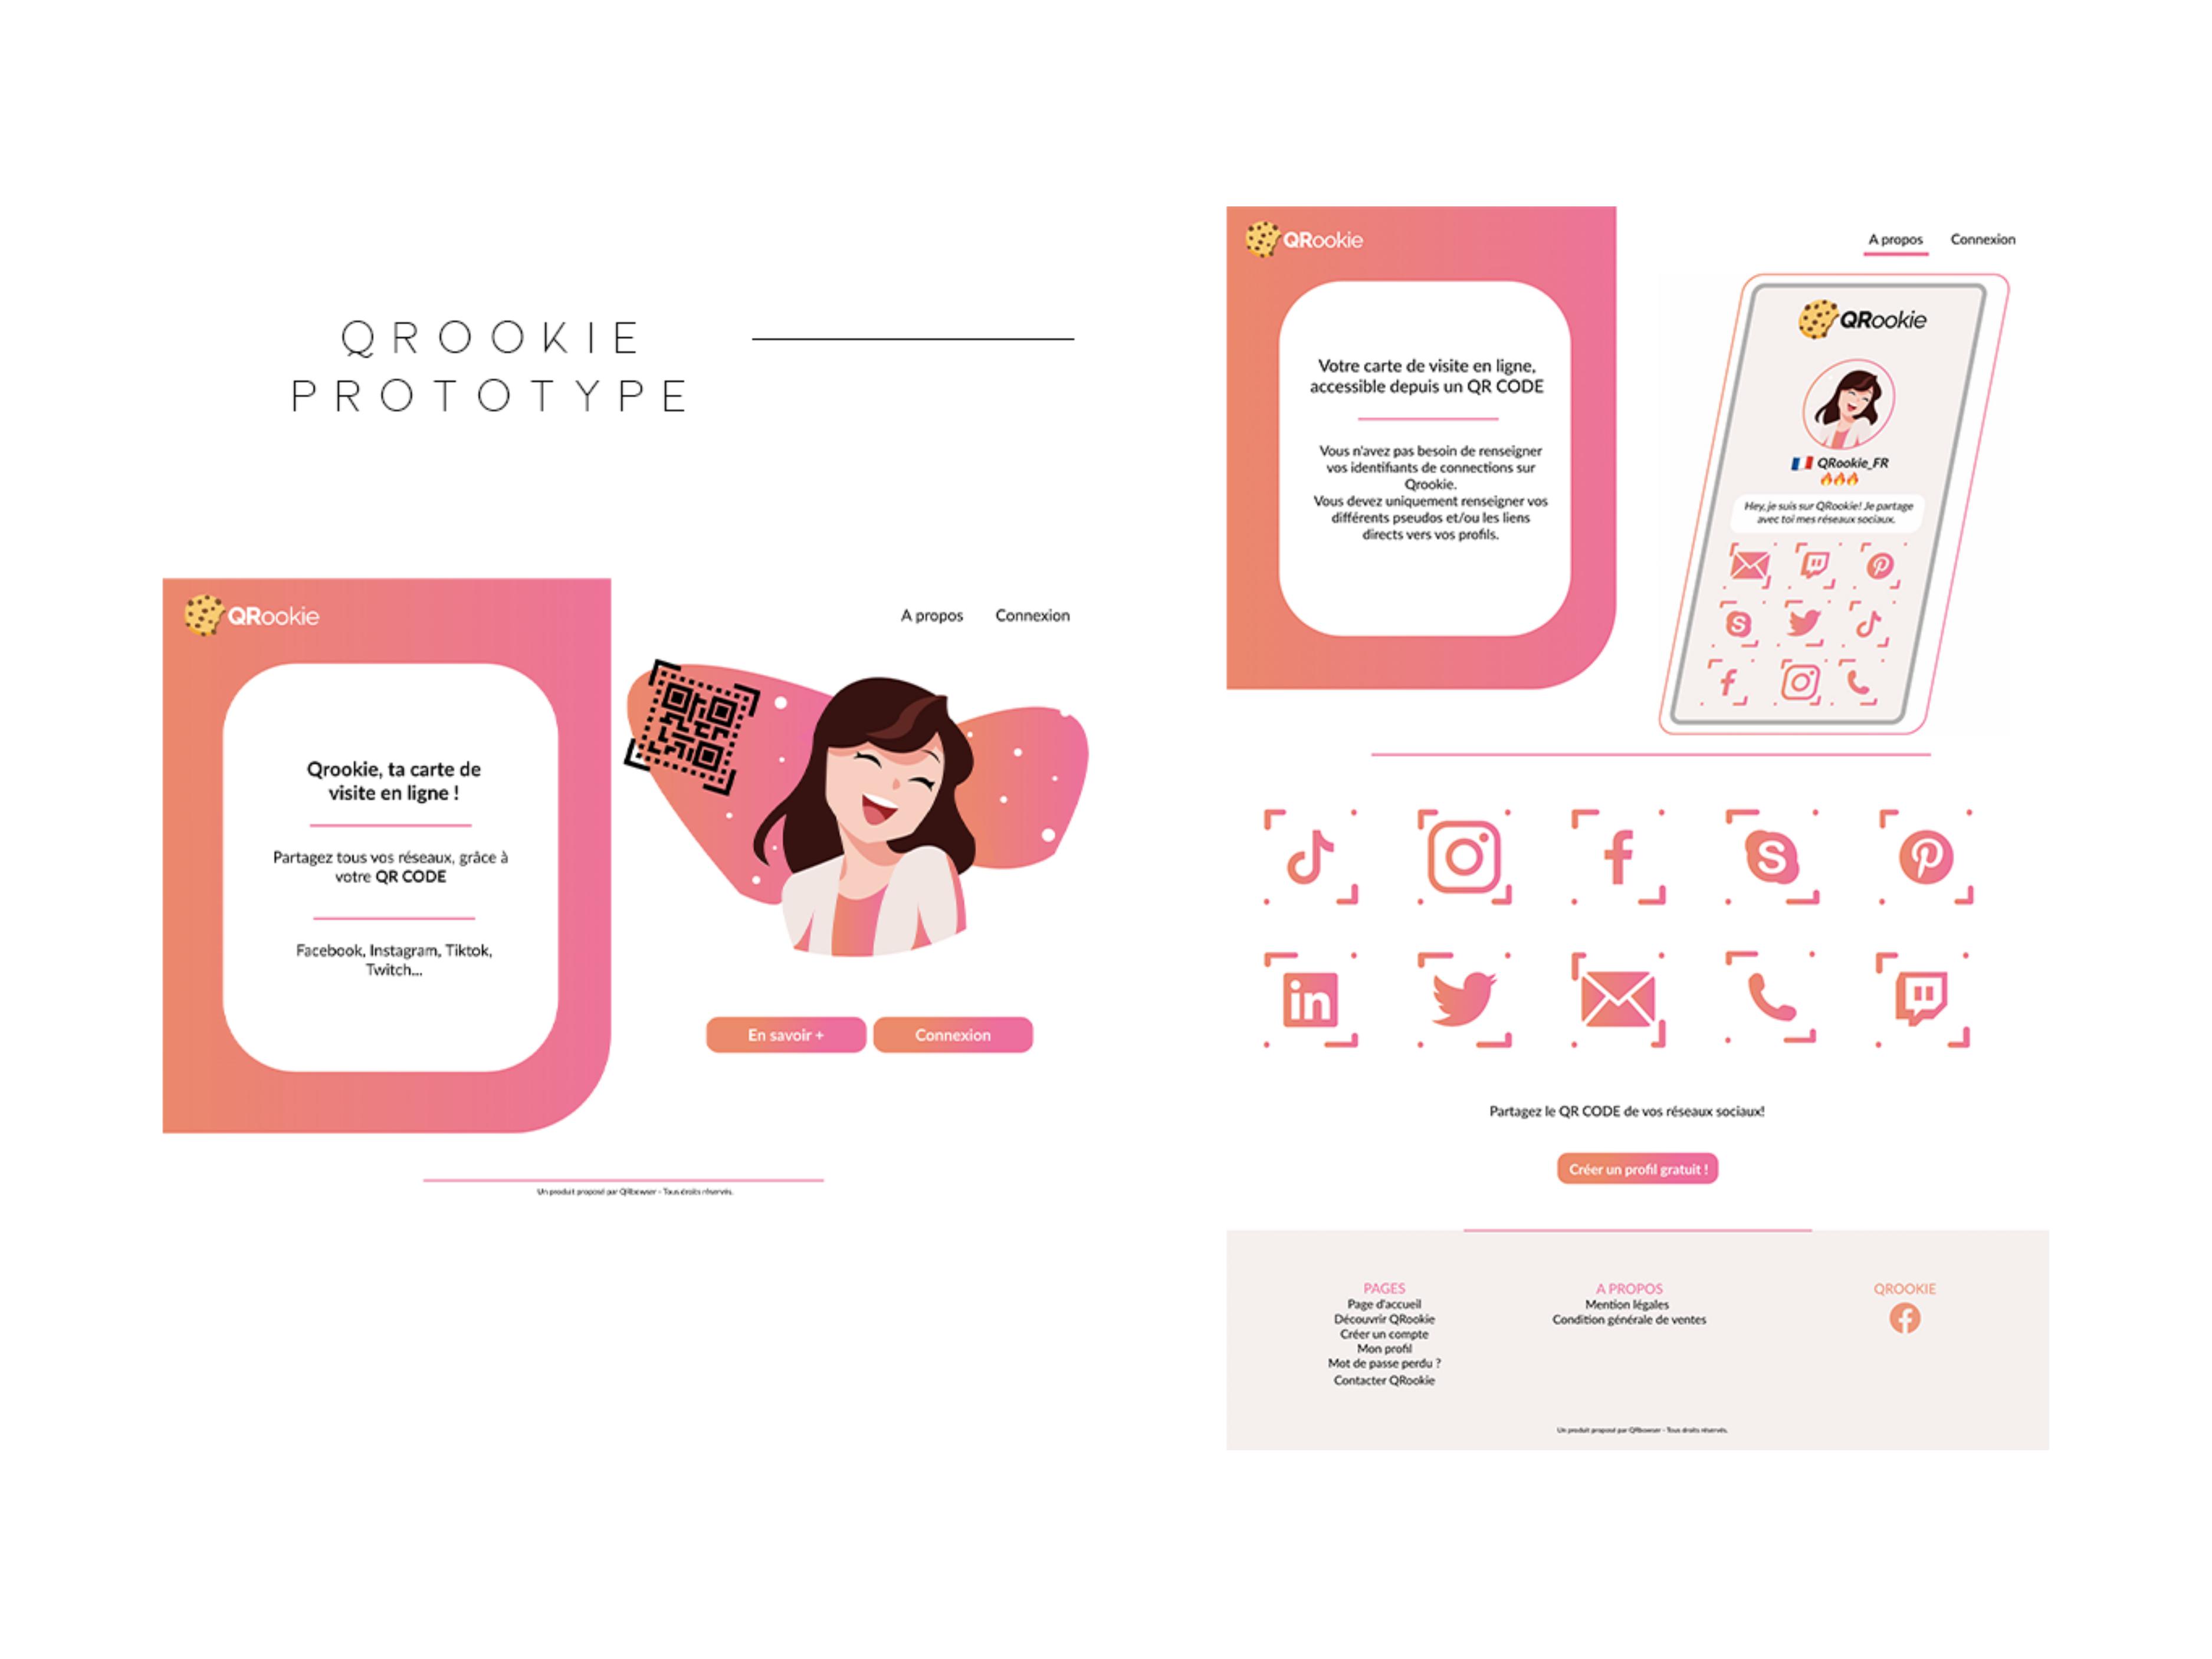 QROOKIE
PROTOTYPE
QRookie
A propos
Connexion
Qrookie, ta carte de
visite en ligne !
Partagez tous vos réseaux, grâce à
votre QR CODE
Facebook, Instagram, Tiktok,
Twitch...
En savoir +
Connexion
Un produit proposé par QRbowser - Tous droits réservés.
QRookie
A propos
Connexion
Votre carte de visite en ligne,
accessible depuis un QR CODE
Vous n'avez pas besoin de renseigner
vos identifiants de connections sur
Qrookie.
Vous devez uniquement renseigner vos
différents pseudos et/ou les liens
directs vers vos profils.
QRookie
QRookie_FR
Hey, je suis sur QRookie! Je partage
avec toi mes réseaux sociaux.
Partagez le QR CODE de vos réseaux sociaux!
Créer un profil gratuit !
PAGES
Page d'accueil
Découvrir QRookie
Créer un compte
Mon profil
Mot de passe perdu ?
Contacter QRookie
A PROPOS
Mention légales
Condition générale de ventes
QROOKIE
Un produit proposé par QRbowser - Tous droits réservés.